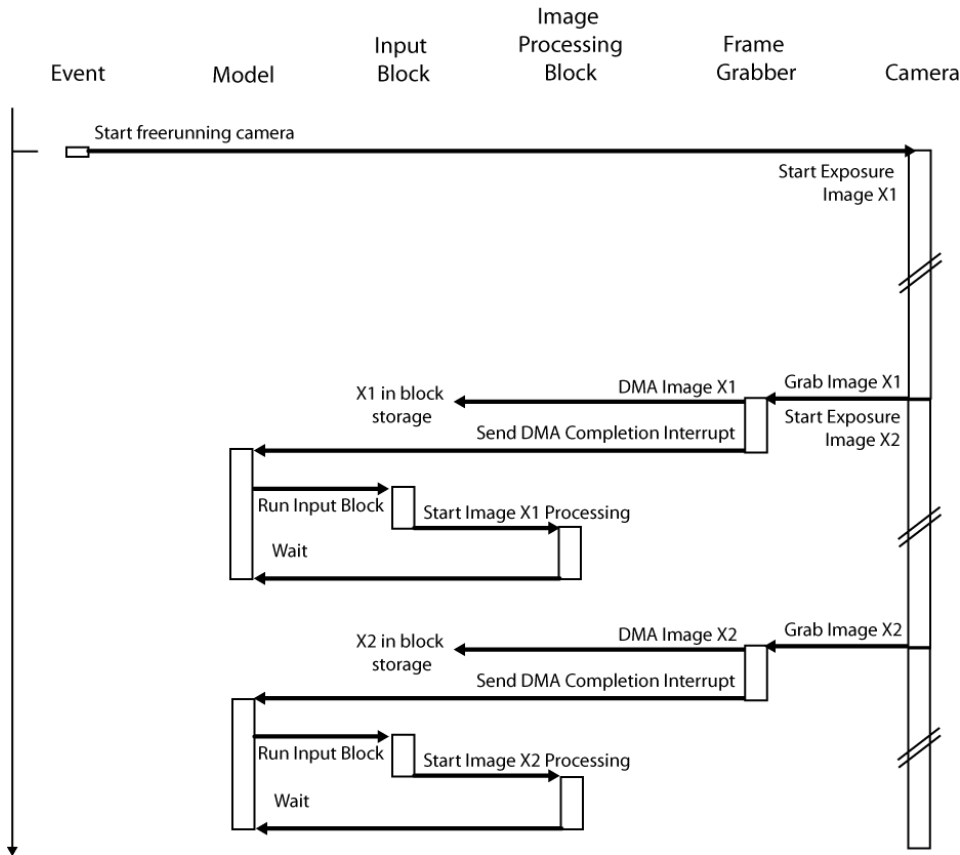 Event
Model
Input
Block
Image
Processing
Block
Frame
Grabber
Camera
Start freerunning camera
Start Exposure
Image X1
X1 in block
storage
DMA Image X1
Grab Image X1
Start Exposure
Image X2
Send DMA Completion Interrupt
Run Input Block
Start Image X1 Processing
Wait
X2 in block
storage
DMA Image X2
Grab Image X2
Send DMA Completion Interrupt
Run Input Block
Start Image X2 Processing
Wait